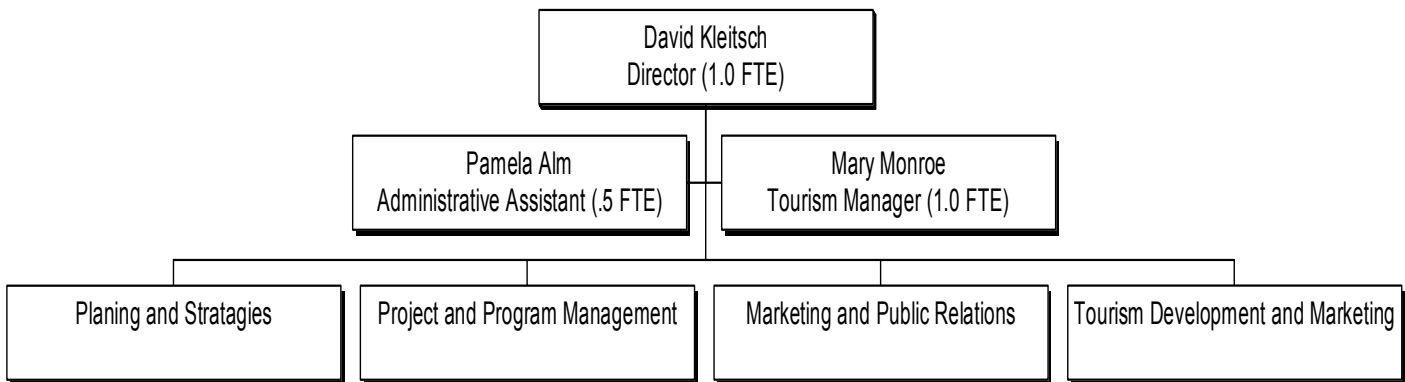 David Kleitsch
Director (1.0 FTE)
Pamela Alm
Administrative Assistant (.5 FTE)
Mary Monroe
Tourism Manager (1.0 FTE)
Planing and Stratagies
Project and Program Management
Marketing and Public Relations
Tourism Development and Marketing